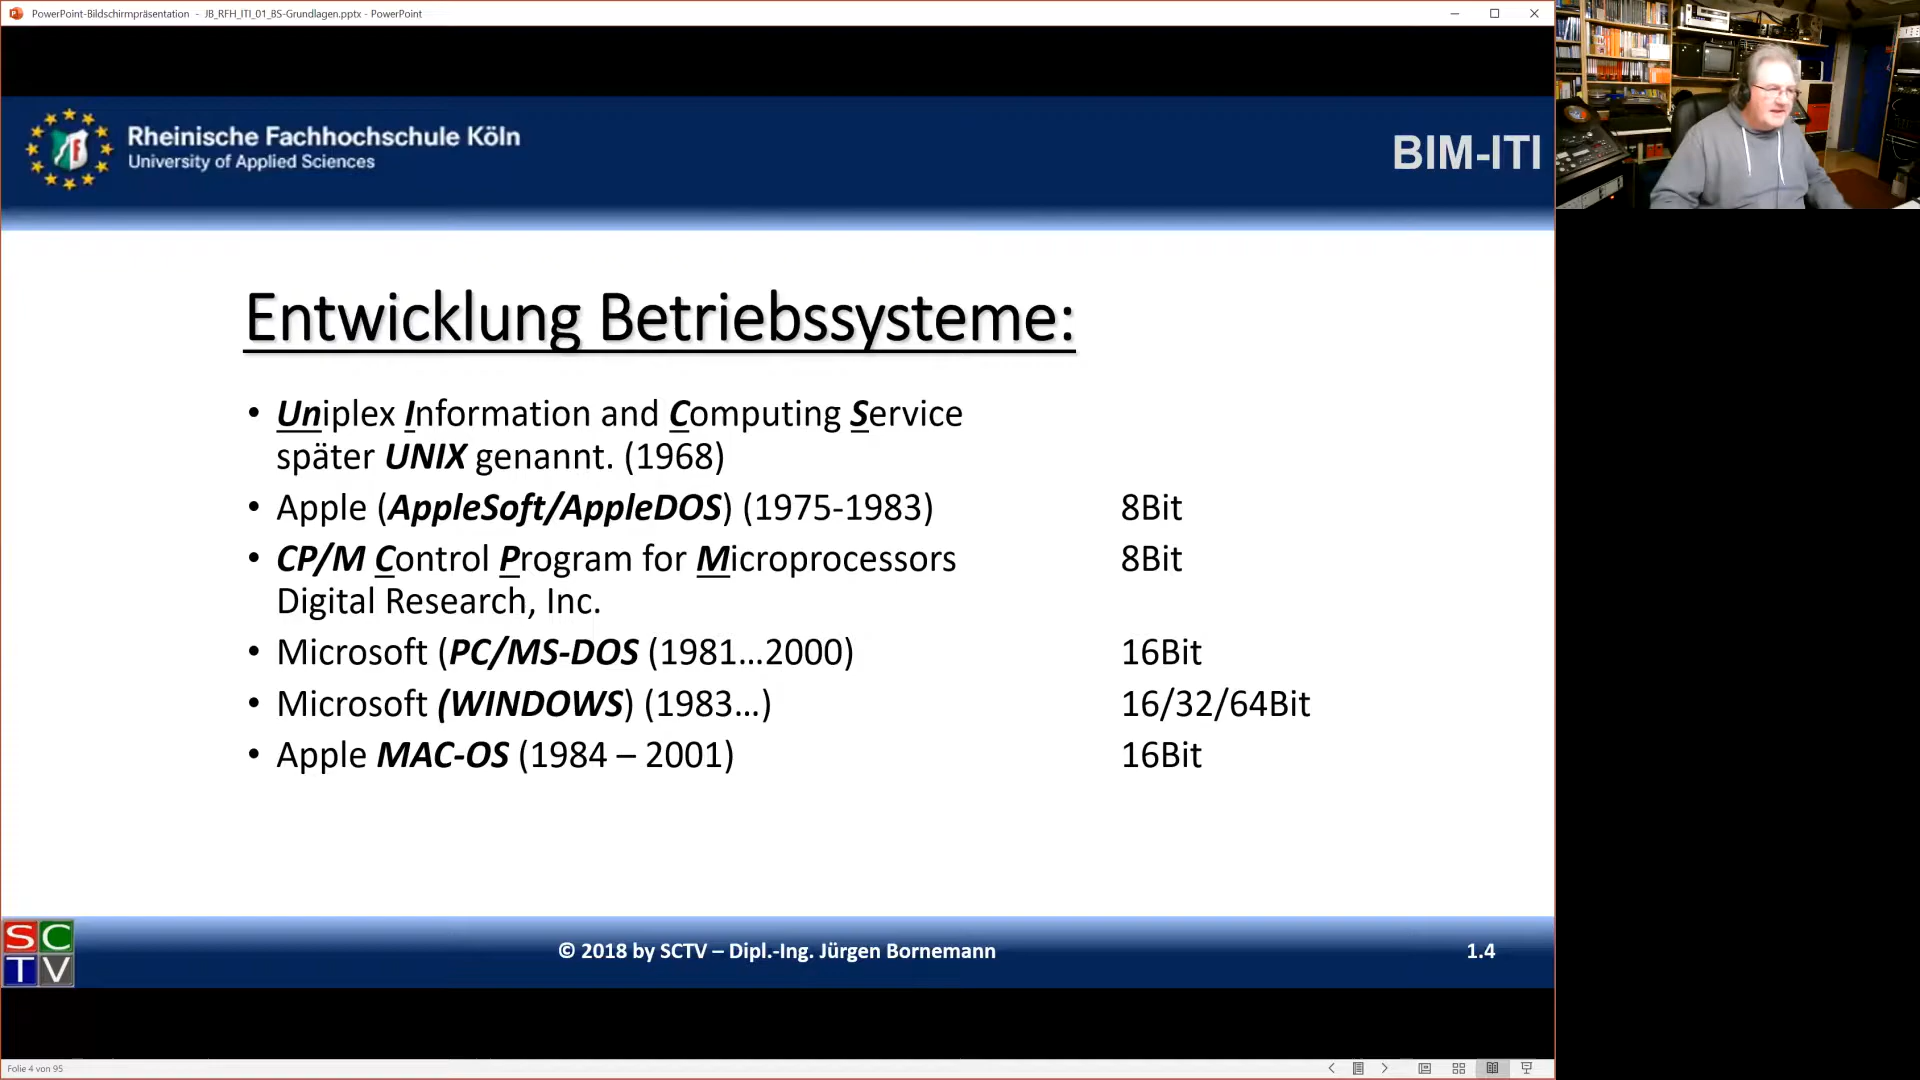 PowerPoint-Bildschirmpräsentation - JB_RFH_ITI_01_BS-Grundlagen.pptx - PowerPoint
Rheinische Fachhochschule Köln
University of Applied Sciences
BIM-ITI
Entwicklung Betriebssysteme:
• Uniplex Information and Computing Service
später UNIX genannt. (1968)
• Apple (AppleSoft/AppleDOS) (1975-1983) 8Bit
• CP/M Control Program for Microprocessors 8Bit
Digital Research, Inc.
• Microsoft (PC/MS-DOS (1981…2000) 16Bit
• Microsoft (WINDOWS) (1983…) 16/32/64Bit
• Apple MAC-OS (1984 – 2001) 16Bit
SC
TV
© 2018 by SCTV – Dipl.-Ing. Jürgen Bornemann
1.4
Folie 4 von 95